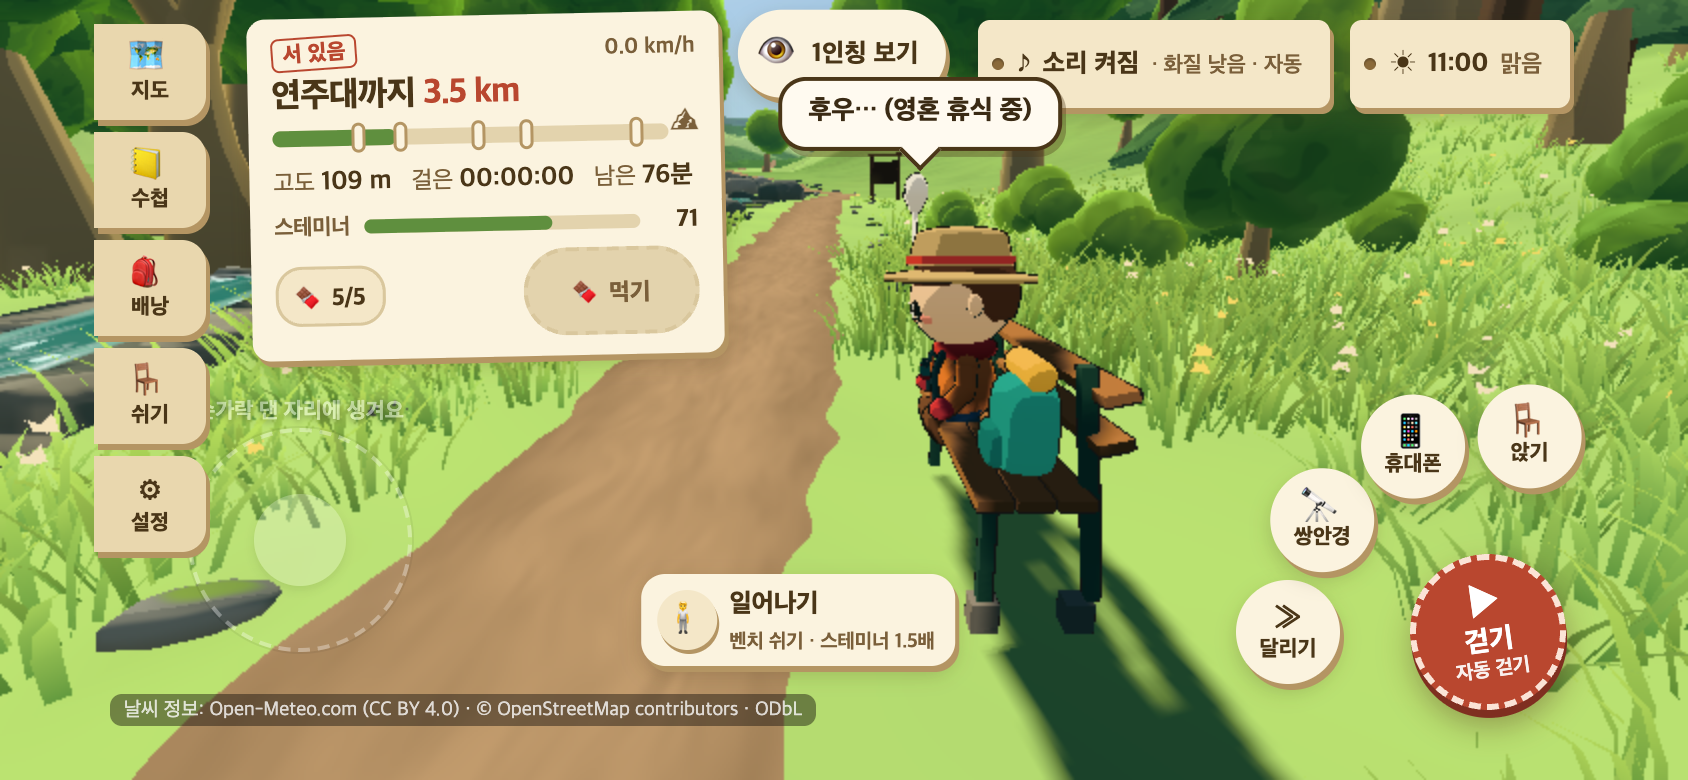 지도
수첩
배낭
쉬기
설정
서 있음
0.0 km/h
연주대까지 3.5 km
고도 109 m 걸은 00:00:00 남은 76분
스테미너 71
5/5
먹기
1인칭 보기
♪ 소리 켜짐 · 화질 낮음 · 자동
11:00 맑음
후우… (영혼 휴식 중)
댄 자리에 생겨요
휴대폰
앉기
쌍안경
달리기
걷기
자동 걷기
일어나기
벤치 쉬기 · 스테미너 1.5배
날씨 정보: Open-Meteo.com (CC BY 4.0) · © OpenStreetMap contributors · ODbL